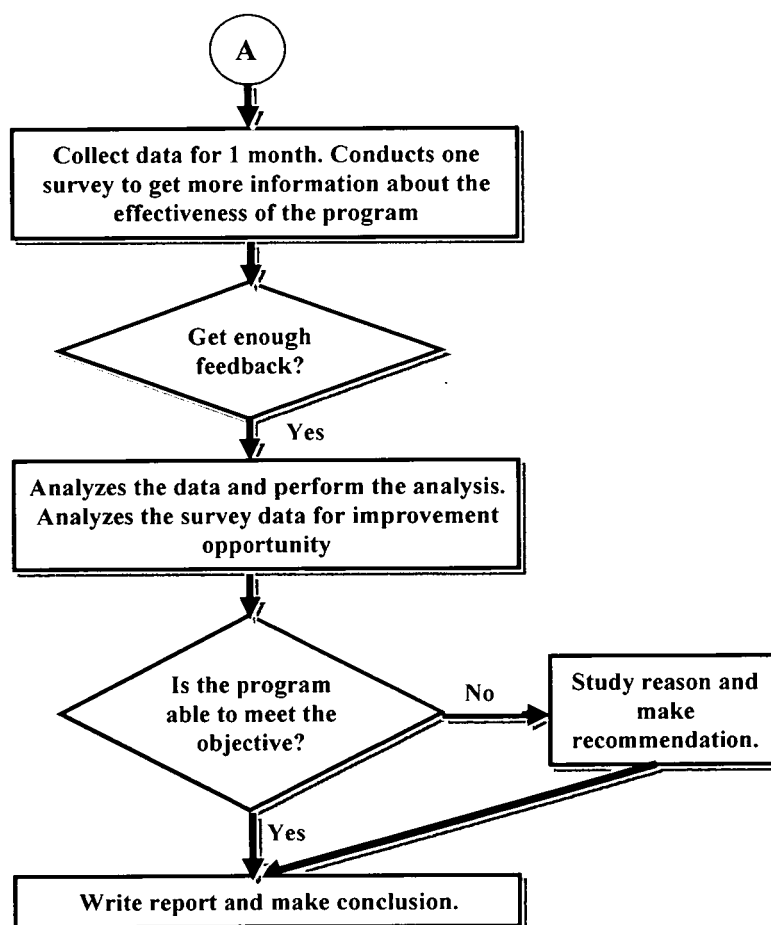 A
Collect data for 1 month. Conducts one
survey to get more information about the
effectiveness of the program
Get enough
feedback?
Yes
Analyzes the data and perform the analysis.
Analyzes the survey data for improvement
opportunity
Is the program
able to meet the
objective?
No
Study reason and
make
recommendation.
Yes
Write report and make conclusion.